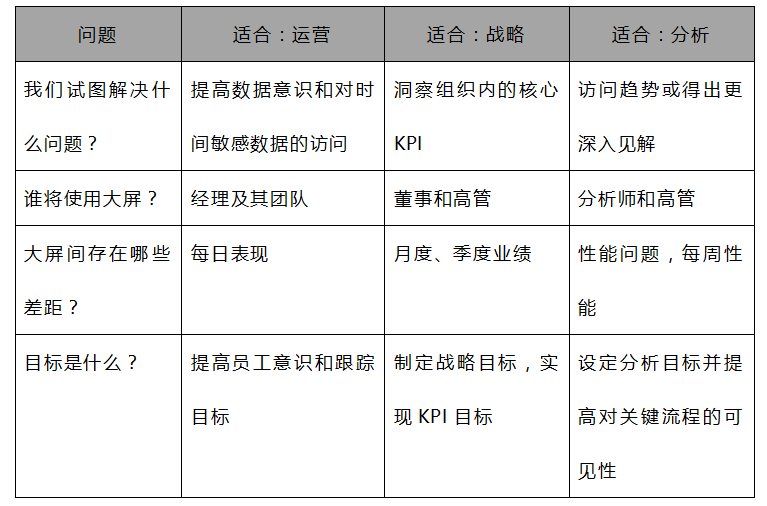 问题
适合：运营
适合：战略
适合：分析
我们试图解决什
么问题？
提高数据意识和对时
间敏感数据的访问
洞察组织内的核心
KPI
访问趋势或得出更
深入见解
谁将使用大屏？
经理及其团队
董事和高管
分析师和高管
大屏间存在哪些
差距？
每日表现
月度、季度业绩
性能问题，每周性
能
目标是什么？
提高员工意识和跟踪
目标
制定战略目标，实
现 KPI 目标
设定分析目标并提
高对关键流程的可
见性